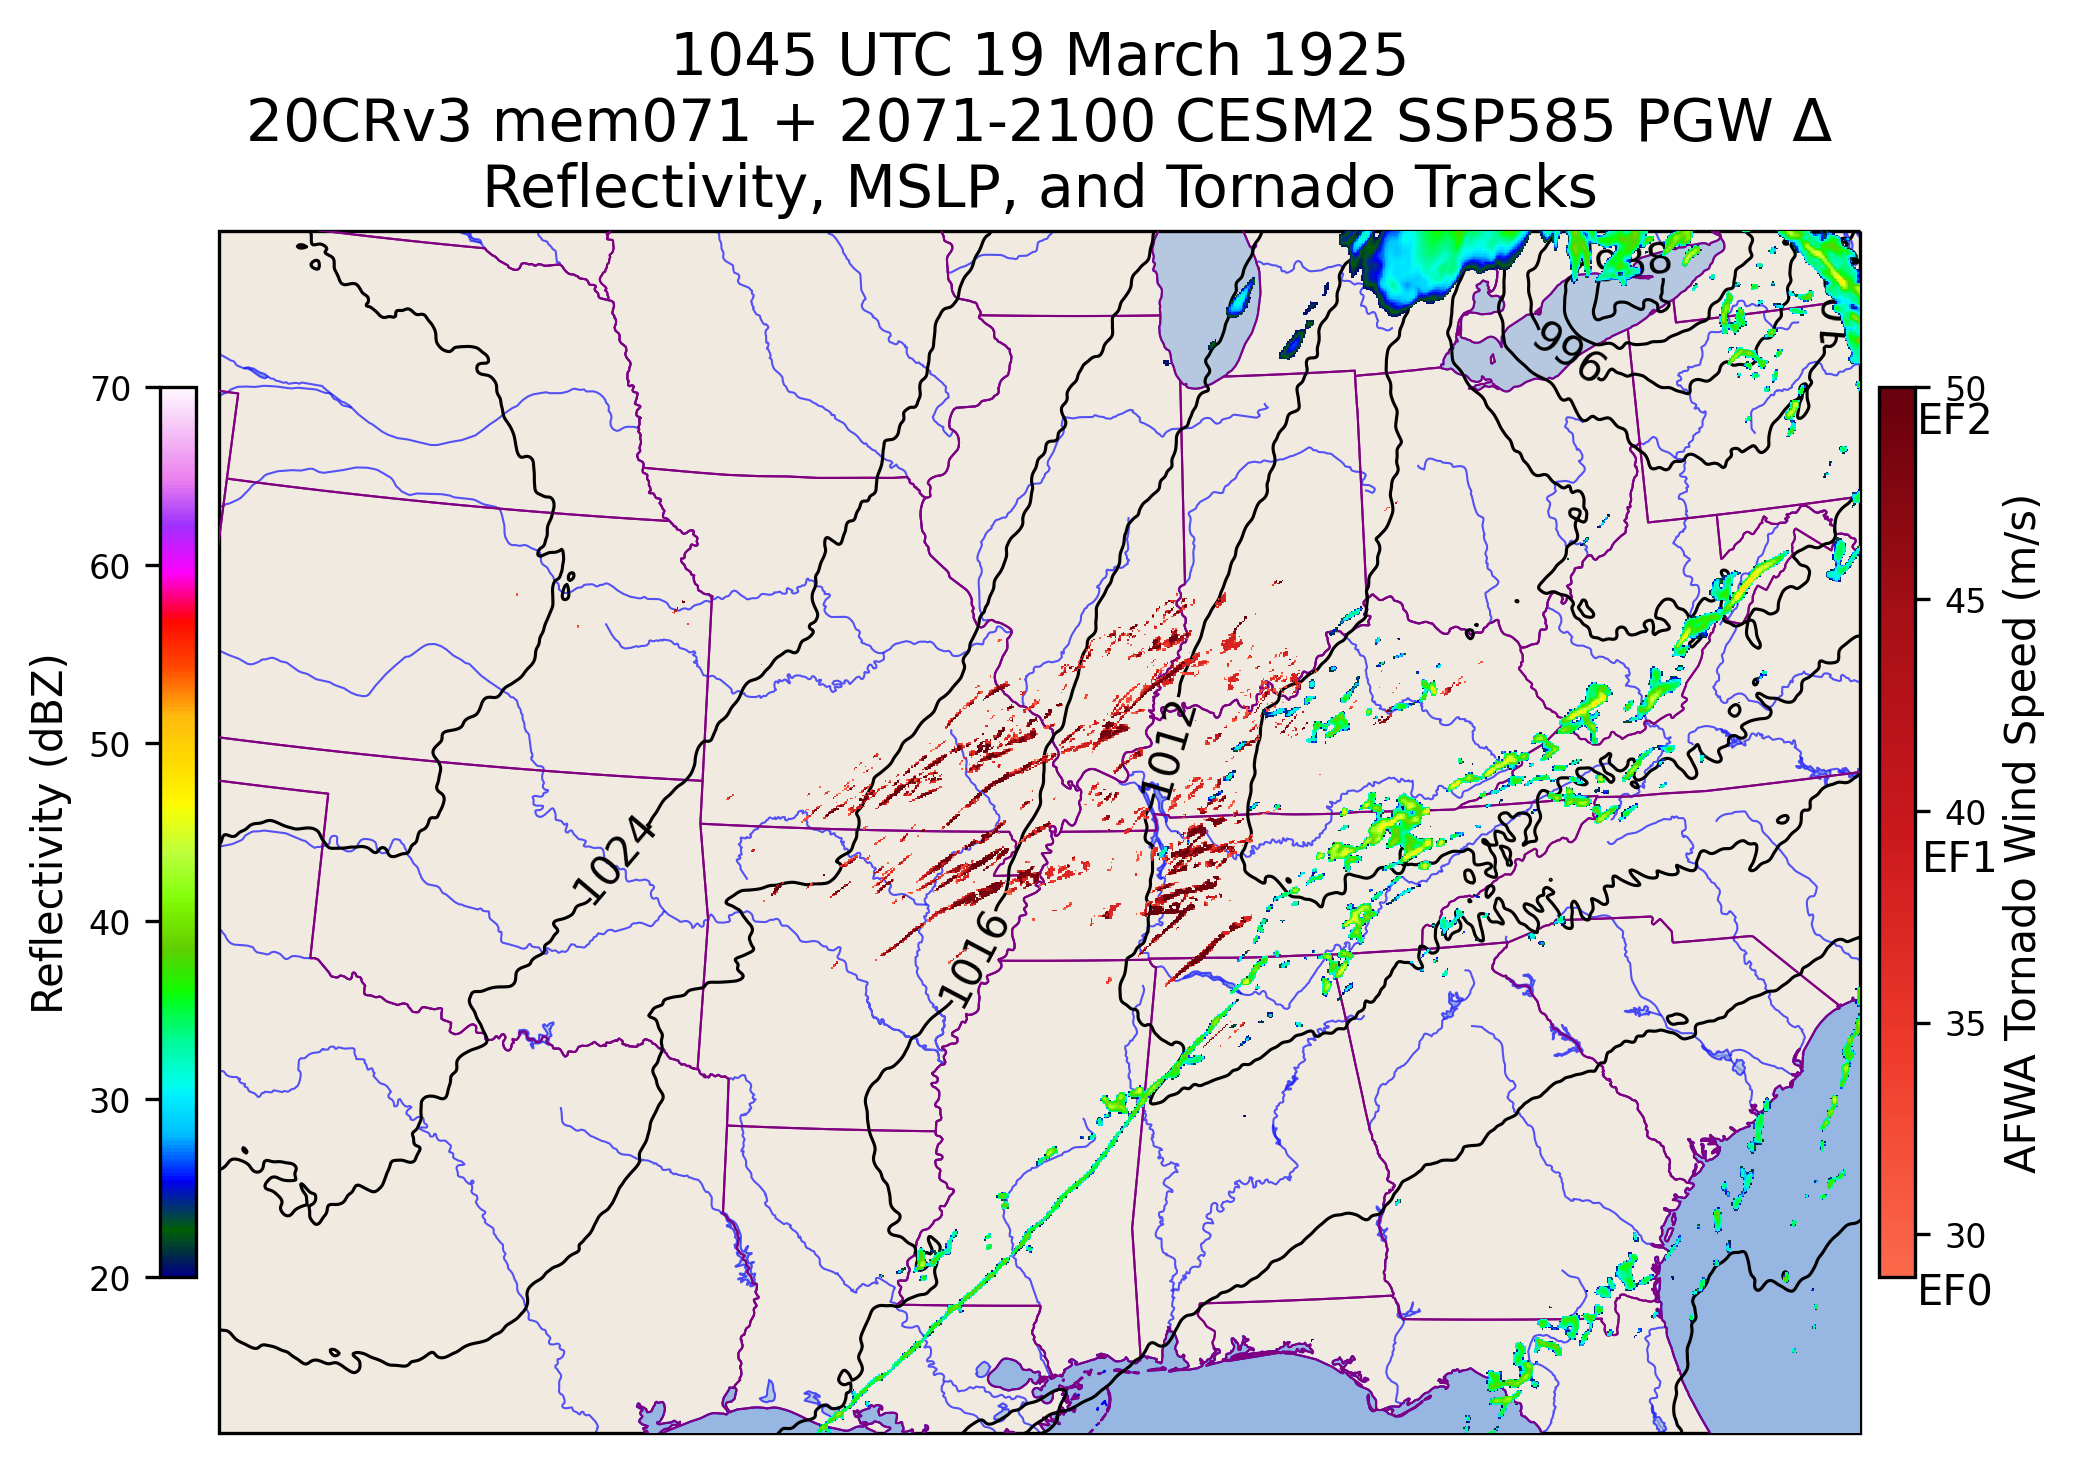 1045 UTC 19 March 1925
20CRv3 mem071 + 2071-2100 CESM2 SSP585 PGW Δ
Reflectivity, MSLP, and Tornado Tracks
70
60
50
40
30
20
Reflectivity (dBZ)
996
1012
1024
1016
50
EF2
45
40
EF1
35
30
EF0
AFWA Tornado Wind Speed (m/s)